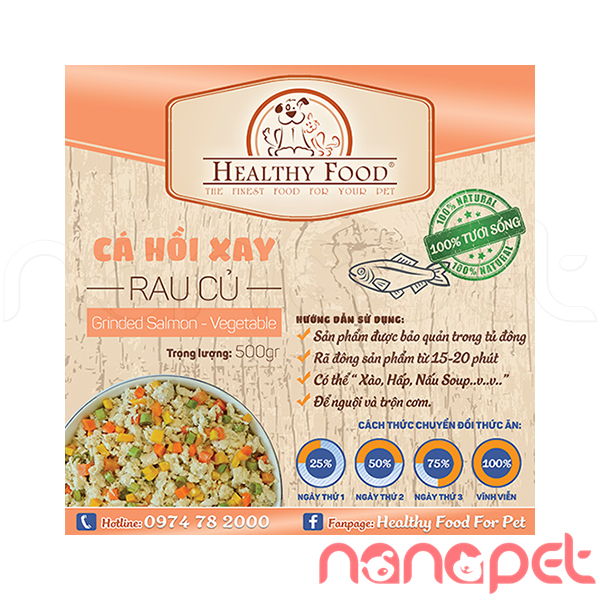 HEALTHY FOOD®
THE FINEST FOOD FOR YOUR PET
100% NATURAL
100% TƯƠI SỐNG
100% NATURAL
CÁ HỒI XAY
RAU CỦ
Grinded Salmon - Vegetable
Trọng lượng: 500gr
HƯỚNG DẪN SỬ DỤNG:
Sản phẩm được bảo quản trong tủ đông
Rã đông sản phẩm từ 15-20 phút
Có thể “ Xào, Hấp, Nấu Soup..v.v..”
Để nguội và trộn cơm.
CÁCH THỨC CHUYỂN ĐỔI THỨC ĂN:
25% 50% 75% 100%
NGÀY THỨ 1 NGÀY THỨ 2 NGÀY THỨ 3 VĨNH VIỄN
Hotline: 0974 78 2000 Fanpage: Healthy Food For Pet
nanapet